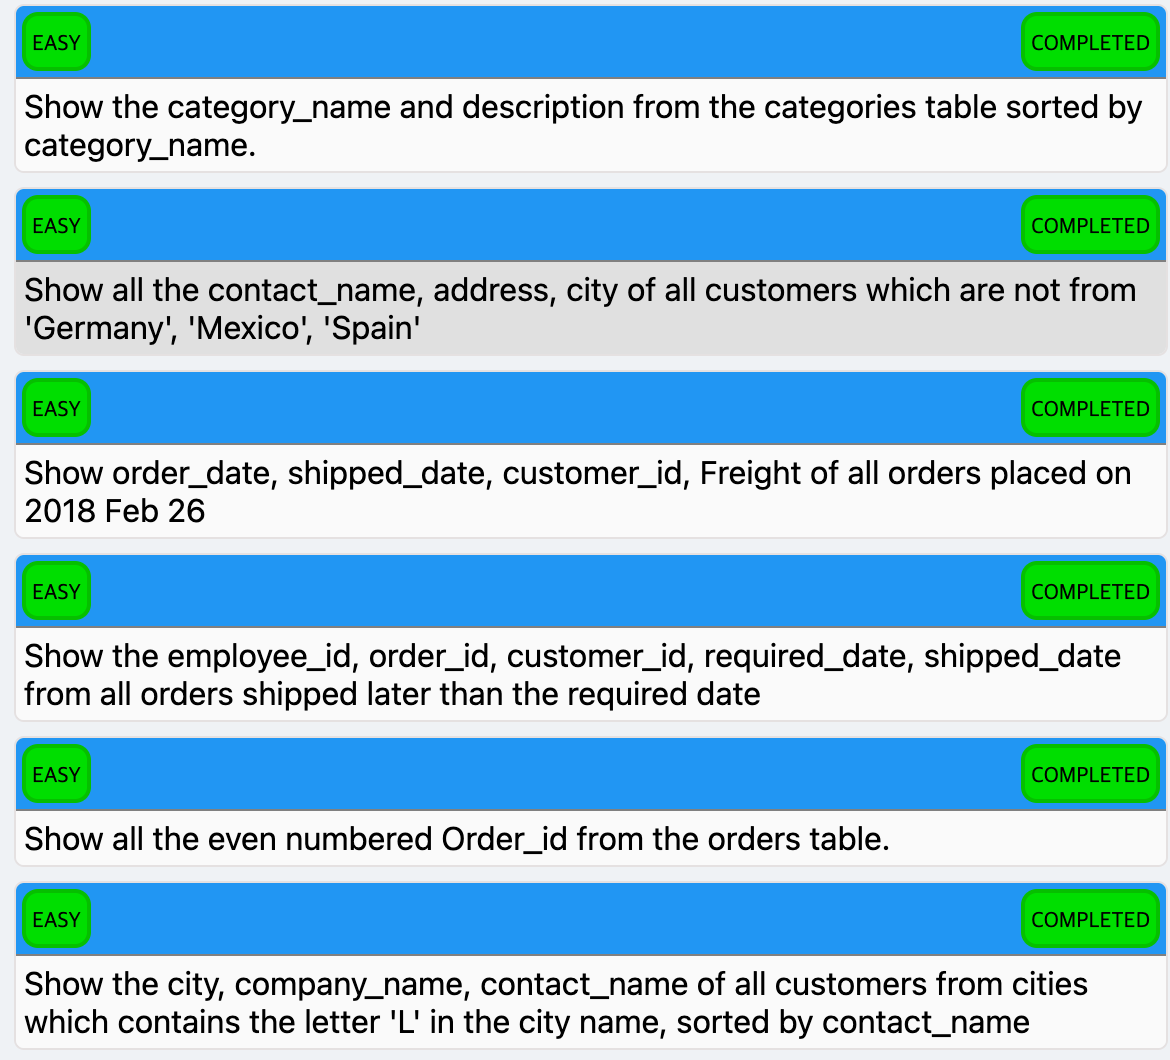 EASY
COMPLETED
Show the category_name and description from the categories table sorted by
category_name.
EASY
COMPLETED
Show all the contact_name, address, city of all customers which are not from
'Germany', 'Mexico', 'Spain'
EASY
COMPLETED
Show order_date, shipped_date, customer_id, Freight of all orders placed on
2018 Feb 26
EASY
COMPLETED
Show the employee_id, order_id, customer_id, required_date, shipped_date
from all orders shipped later than the required date
EASY
COMPLETED
Show all the even numbered Order_id from the orders table.
EASY
COMPLETED
Show the city, company_name, contact_name of all customers from cities
which contains the letter 'L' in the city name, sorted by contact_name